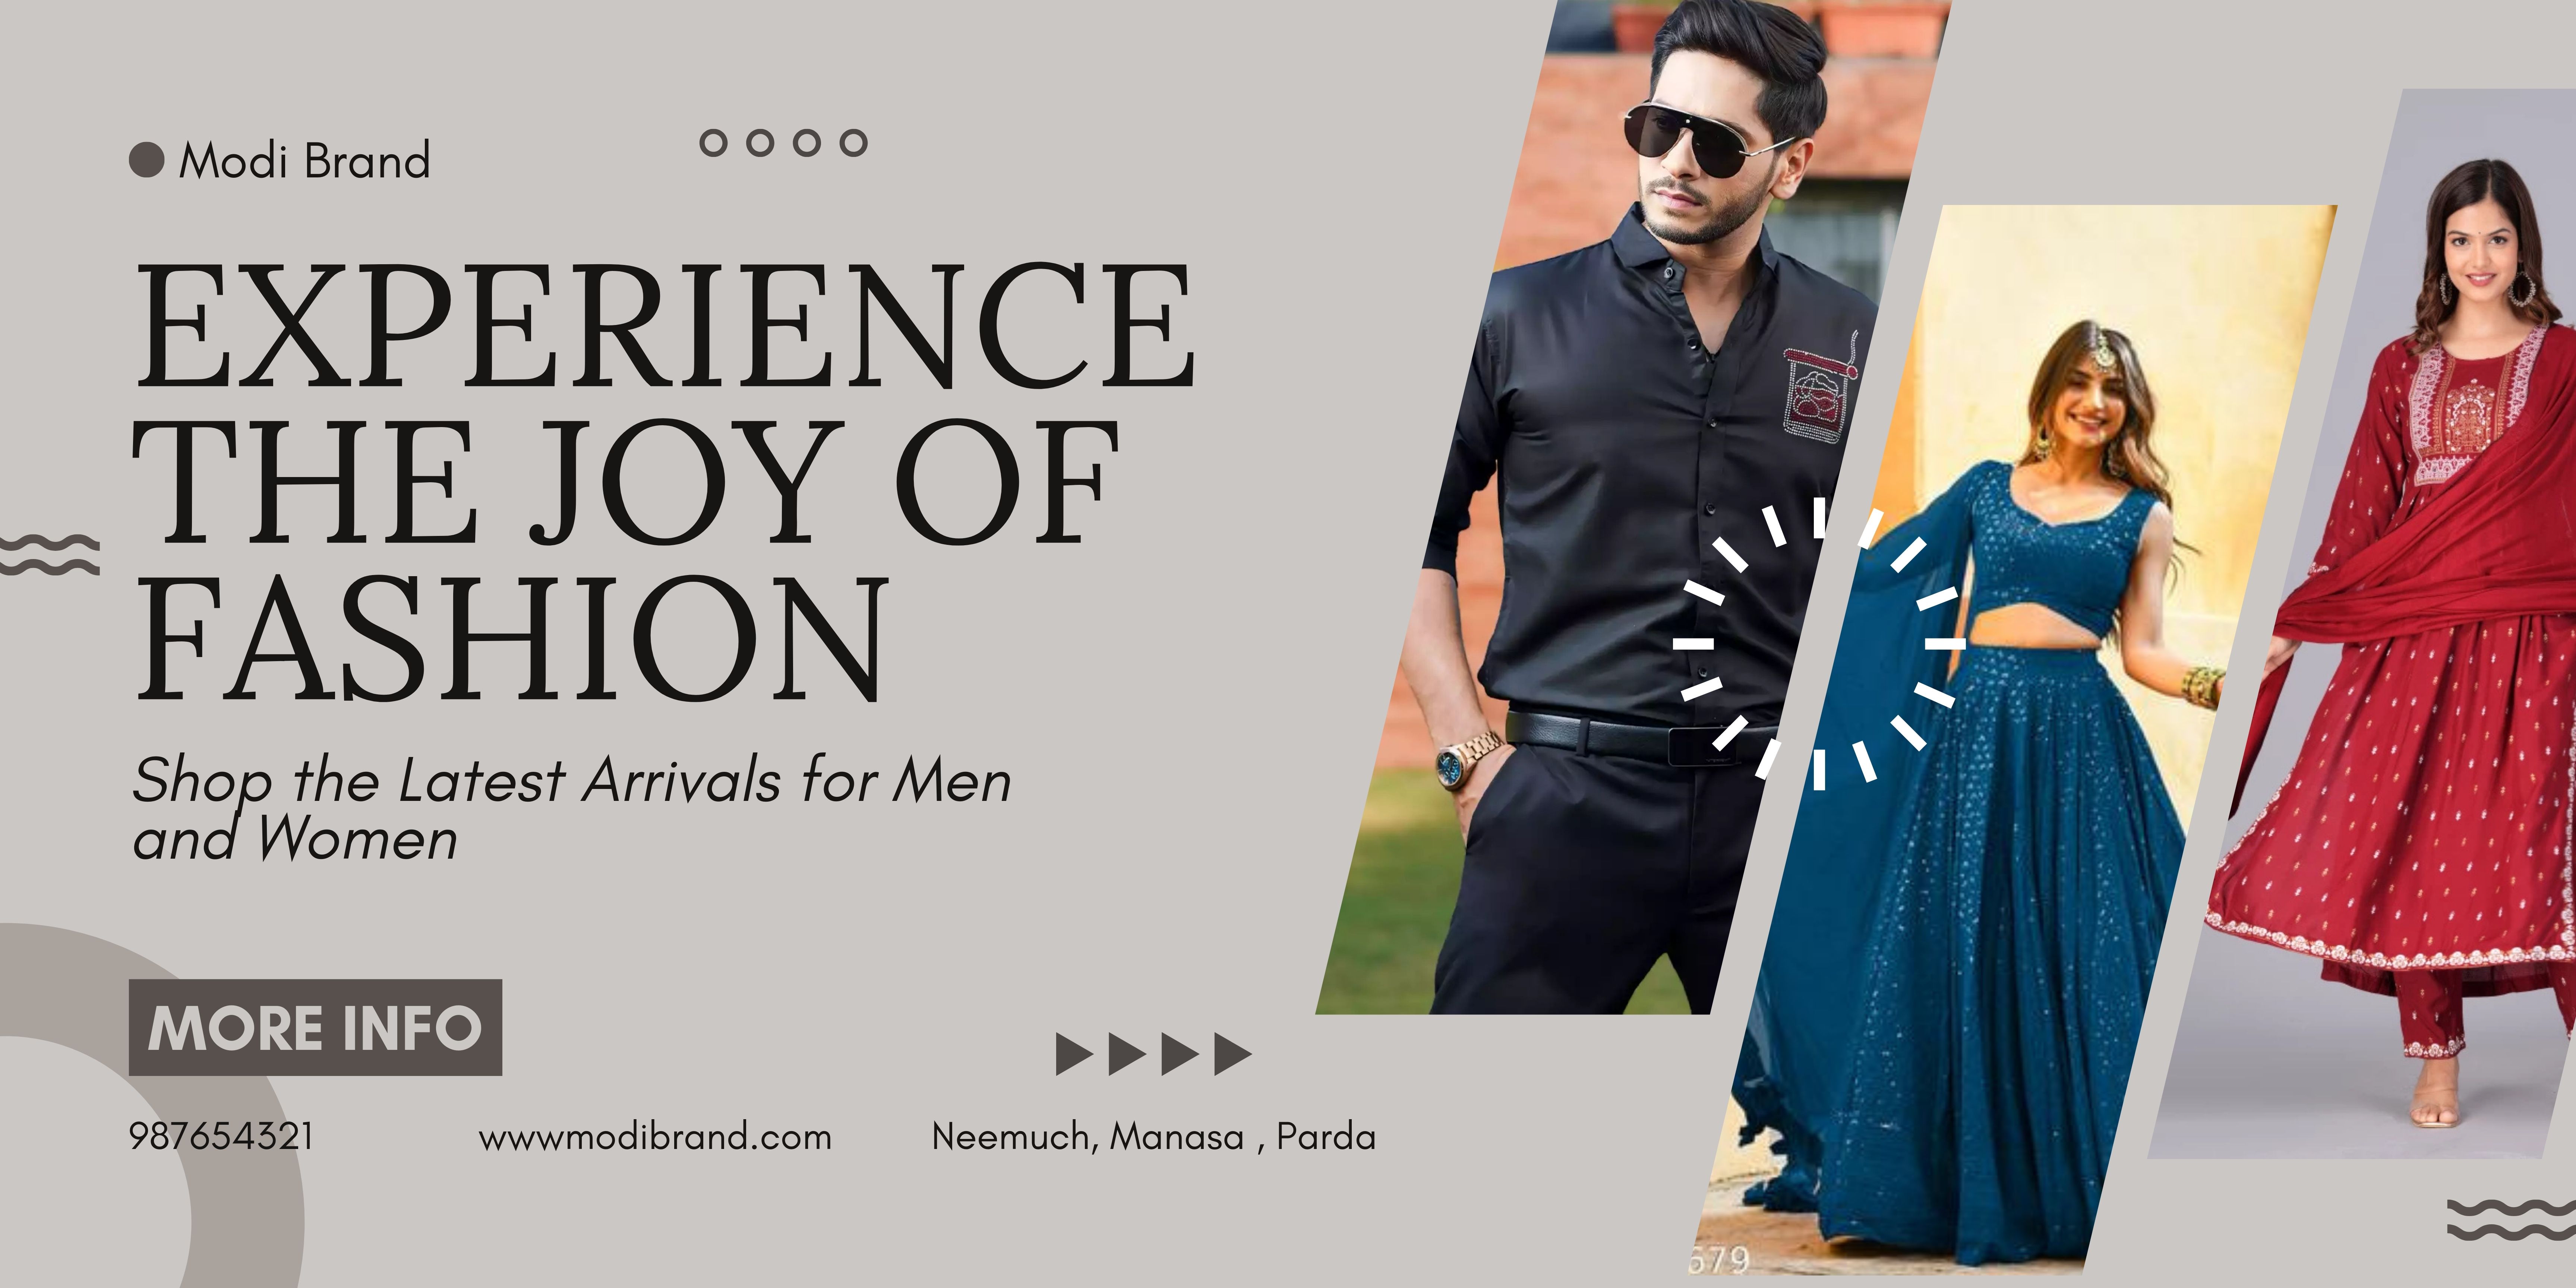 Modi Brand
EXPERIENCE
THE JOY OF
FASHION
Shop the Latest Arrivals for Men
and Women
MORE INFO
987654321
wwwmodibrand.com
Neemuch, Manasa , Parda
679